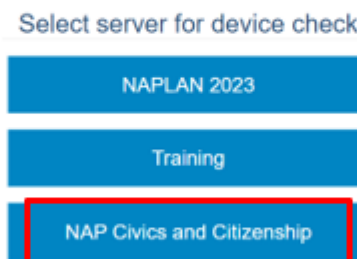 Select server for device check
NAPLAN 2023
Training
NAP Civics and Citizenship